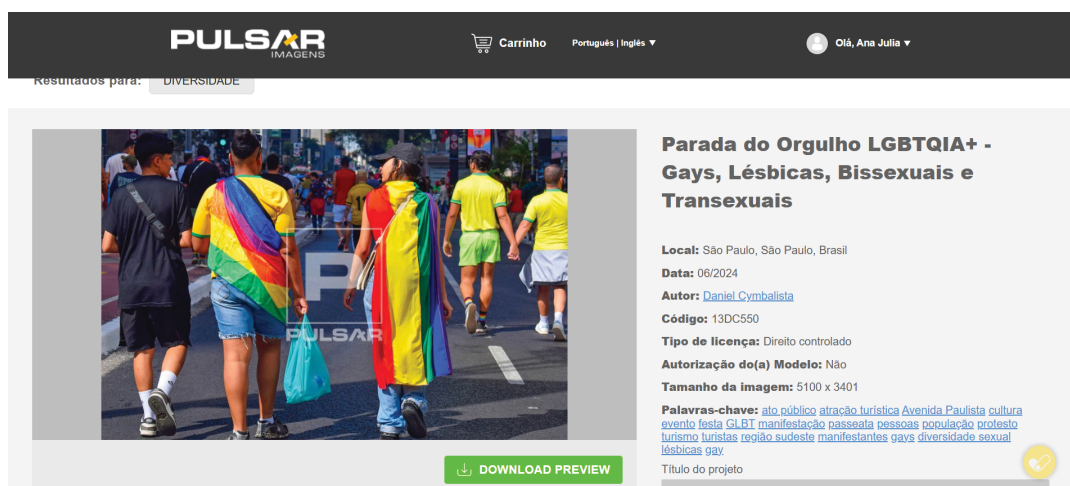 PULSAR
IMAGENS
Carrinho
Português | Inglês ▼
Olá, Ana Julia ▼
Resultados para: DIVERSIDADE
P
PULSAR
DOWNLOAD PREVIEW
Parada do Orgulho LGBTQIA+ -
Gays, Lésbicas, Bissexuais e
Transexuais
Local: São Paulo, São Paulo, Brasil
Data: 06/2024
Autor: Daniel Cymbalista
Código: 13DC550
Tipo de licença: Direito controlado
Autorização do(a) Modelo: Não
Tamanho da imagem: 5100 x 3401
Palavras-chave: ato público atração turística Avenida Paulista cultura
evento festa GLBT manifestação passeata pessoas população protesto
turismo turistas região sudeste manifestantes gays diversidade sexual
lésbicas gay
Título do projeto